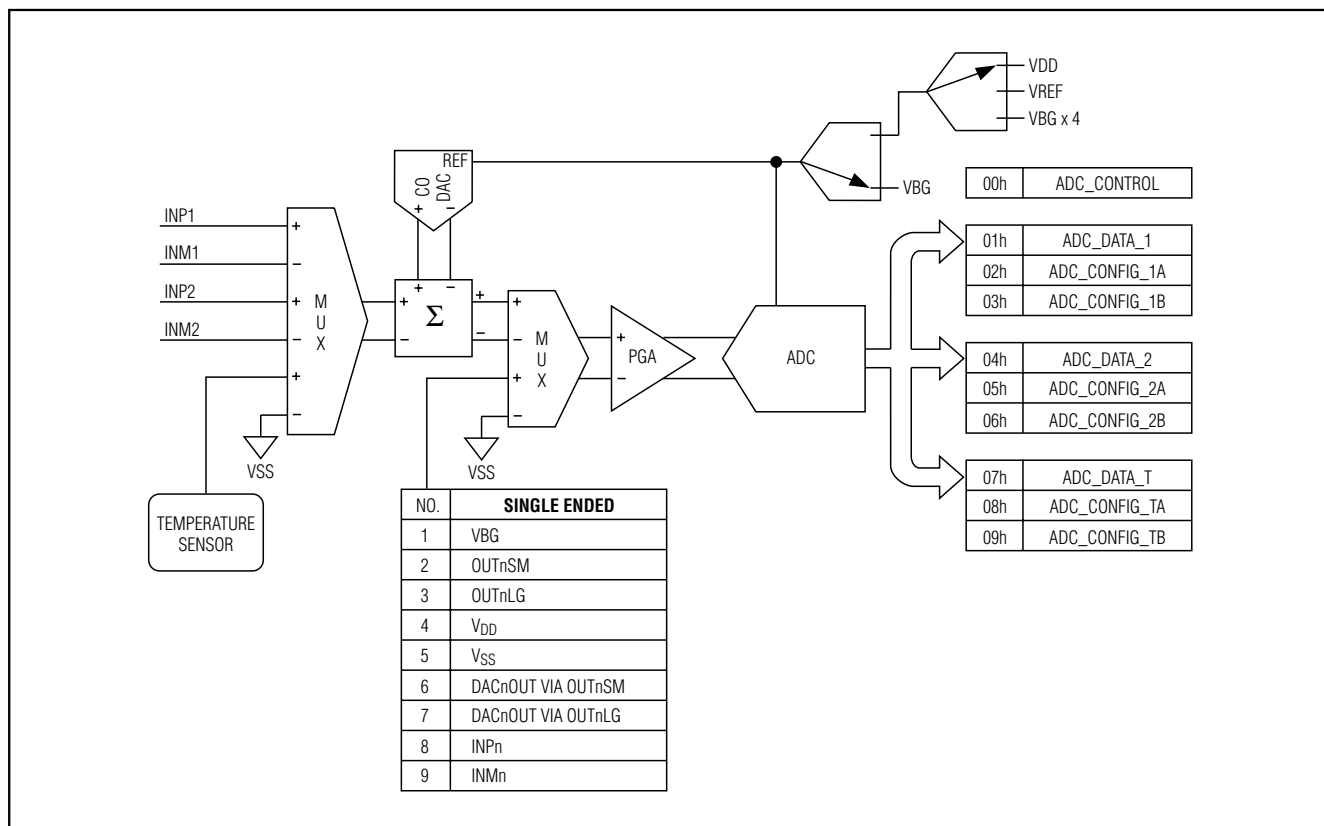 VDD
VREF
VBG x 4
REF
CO
DAC
+ −
VBG
00h ADC_CONTROL
INP1
INM1
INP2
INM2
+
−
+
−
+
−
MUX
VSS
TEMPERATURE
SENSOR
+ −
+
−
Σ
+
−
+
−
+
−
MUX
VSS
+
−
PGA
ADC
01h ADC_DATA_1
02h ADC_CONFIG_1A
03h ADC_CONFIG_1B
04h ADC_DATA_2
05h ADC_CONFIG_2A
06h ADC_CONFIG_2B
07h ADC_DATA_T
08h ADC_CONFIG_TA
09h ADC_CONFIG_TB
NO. SINGLE ENDED
1 VBG
2 OUTnSM
3 OUTnLG
4 VDD
5 VSS
6 DACnOUT VIA OUTnSM
7 DACnOUT VIA OUTnLG
8 INPn
9 INMn